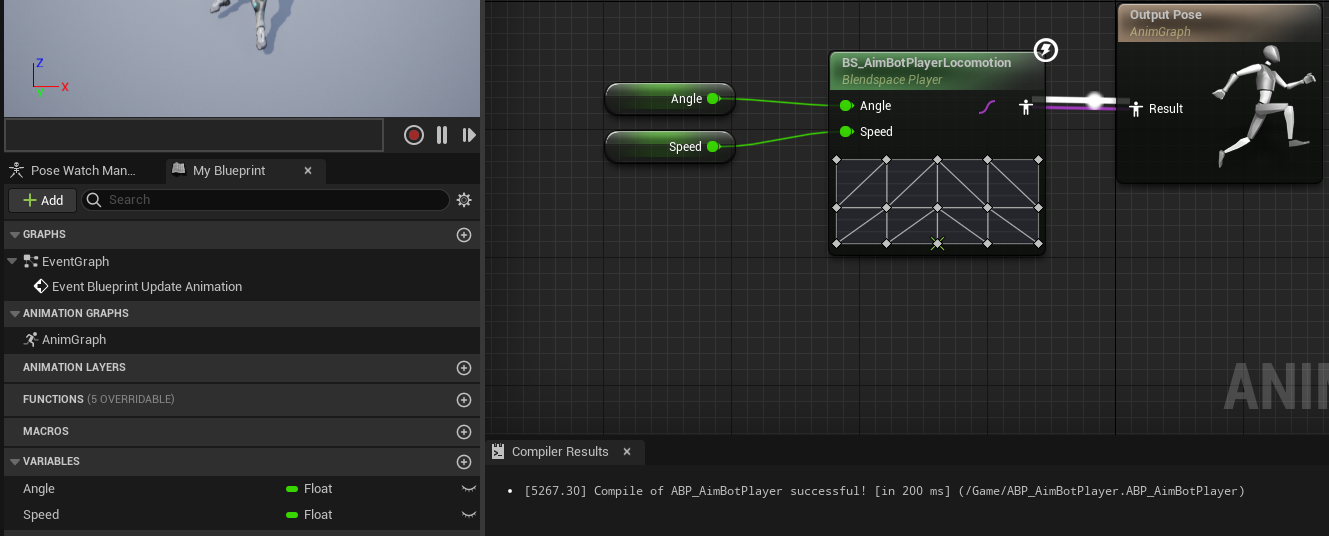 Z
X
Y
Pose Watch Man...
My Blueprint
Add
Search
GRAPHS
EventGraph
Event Blueprint Update Animation
ANIMATION GRAPHS
AnimGraph
ANIMATION LAYERS
FUNCTIONS (5 OVERRIDABLE)
MACROS
VARIABLES
Angle Float
Speed Float
Angle
Speed
BS_AimBotPlayerLocomotion
Blendspace Player
Angle
Speed
Output Pose
AnimGraph
Result
ANIM
Compiler Results
[5267.30] Compile of ABP_AimBotPlayer successful! [in 200 ms] (/Game/ABP_AimBotPlayer.ABP_AimBotPlayer)